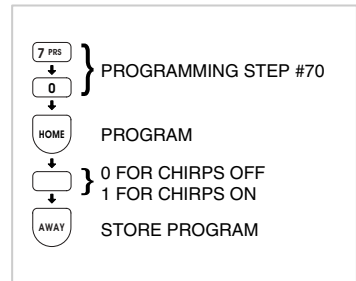 7 PRS
PROGRAMMING STEP #70
0
HOME PROGRAM
0 FOR CHIRPS OFF
1 FOR CHIRPS ON
AWAY STORE PROGRAM